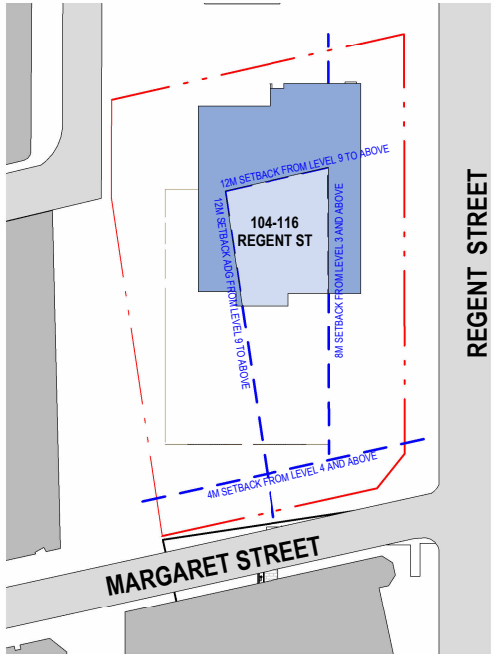 12M SETBACK FROM LEVEL 9 TO ABOVE
12M SETBACK ADG FROM LEVEL 9 TO ABOVE
104-116
REGENT ST
8M SETBACK FROM LEVEL 3 AND ABOVE
REGENT STREET
4M SETBACK FROM LEVEL 4 AND ABOVE
MARGARET STREET